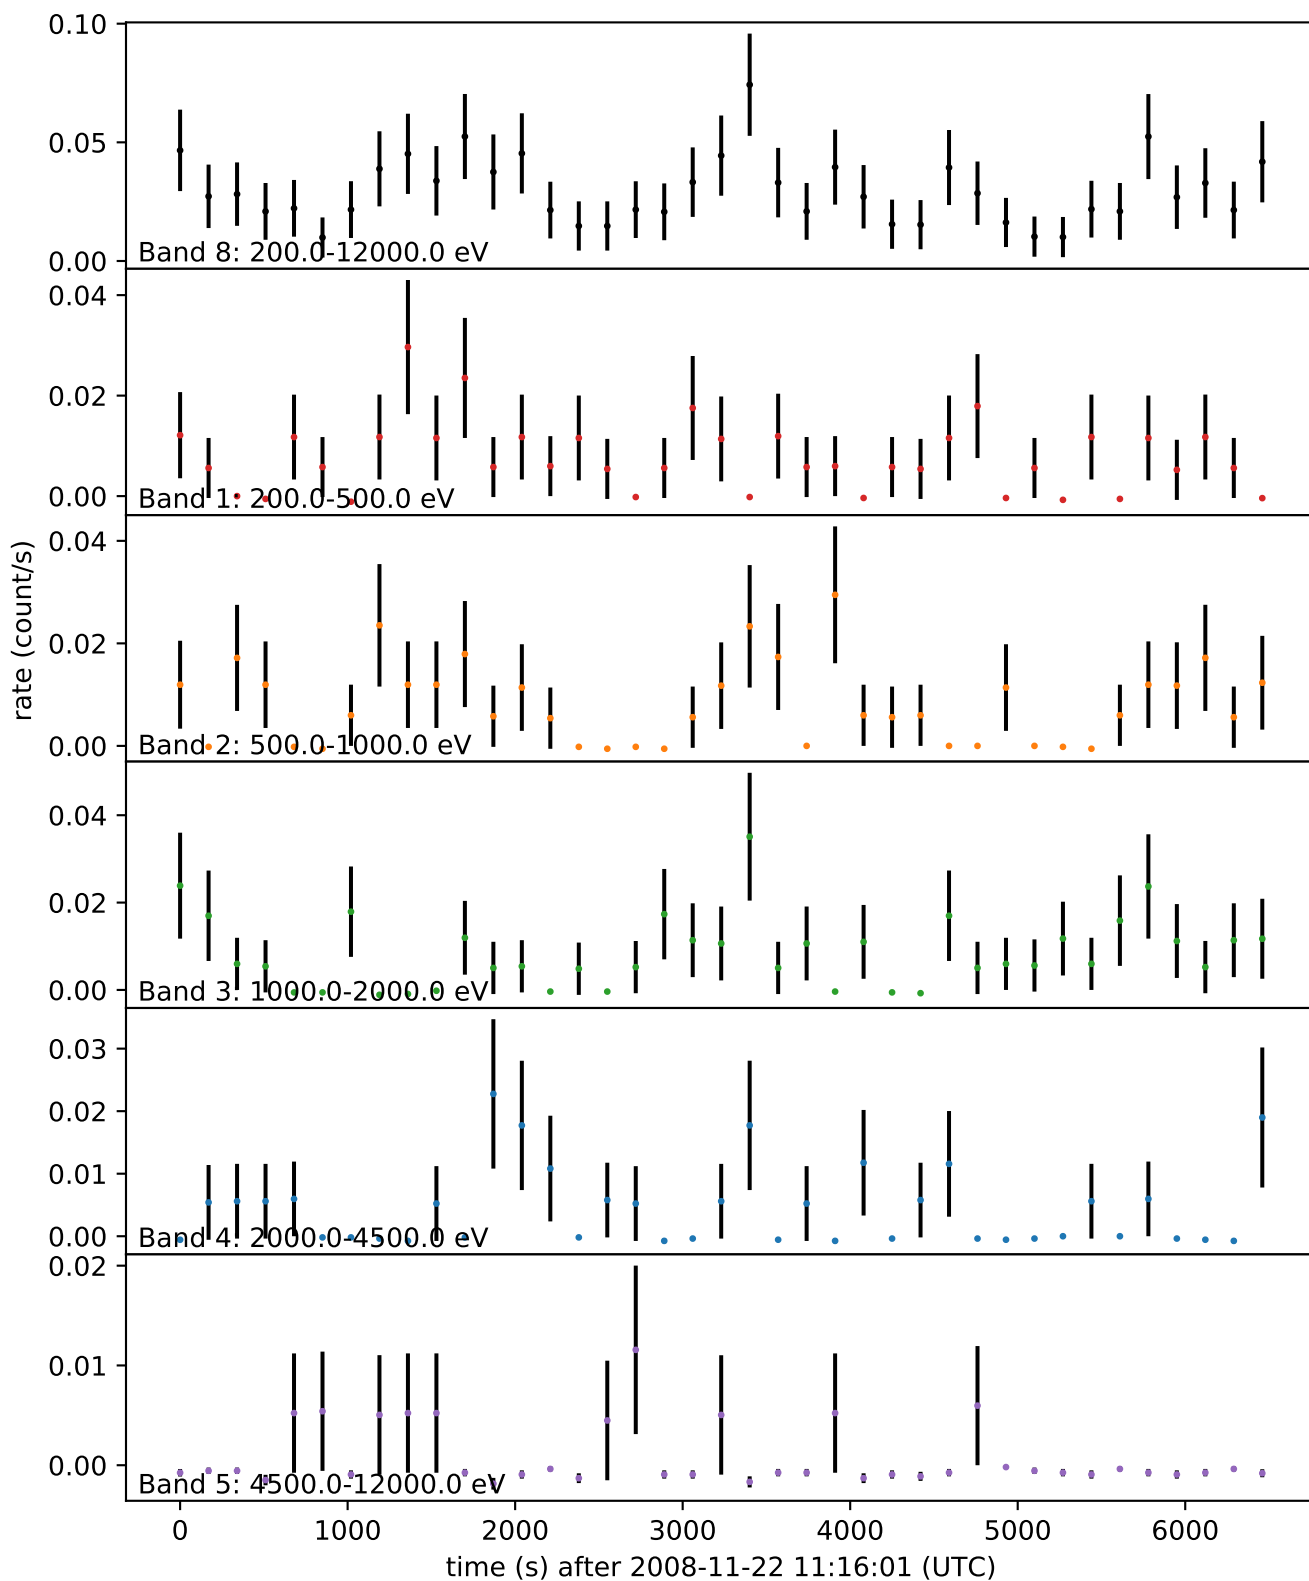 0.10
0.05
0.00
Band 8: 200.0-12000.0 eV
0.04
0.02
0.00
Band 1: 200.0-500.0 eV
0.04
0.02
0.00
Band 2: 500.0-1000.0 eV
rate (count/s)
0.04
0.02
0.00
Band 3: 1000.0-2000.0 eV
0.03
0.02
0.01
0.00
Band 4: 2000.0-4500.0 eV
0.02
0.01
0.00
Band 5: 4500.0-12000.0 eV
0 1000 2000 3000 4000 5000 6000
time (s) after 2008-11-22 11:16:01 (UTC)